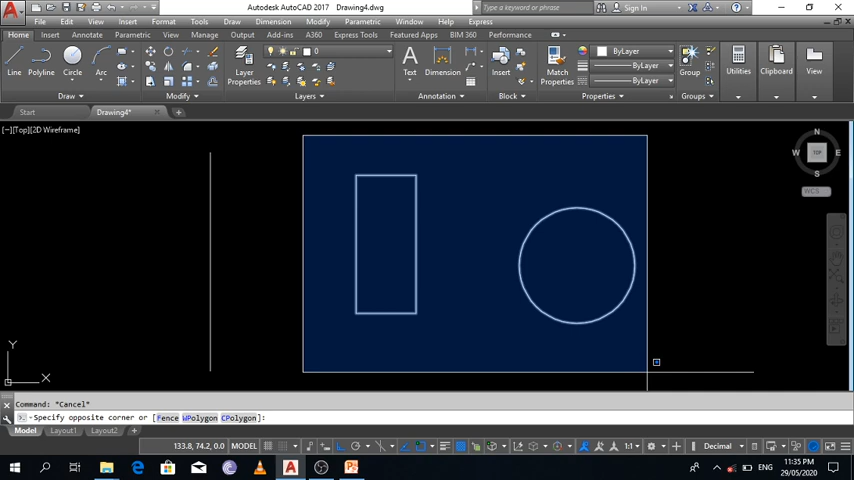 Autodesk AutoCAD 2017 Drawing4.dwg
Type a keyword or phrase
Sign In
File Edit View Insert Format Tools Draw Dimension Modify Parametric Window Help Express
Home Insert Annotate Parametric View Manage Output Add-ins A360 Express Tools Featured Apps BIM 360 Performance
Line Polyline Circle Arc
Layer Properties
0
Text Dimension
Insert
Match Properties
ByLayer
ByLayer
ByLayer
Group
Utilities
Clipboard
View
Draw Modify Layers Annotation Block Properties Groups
Start Drawing4*
[−][Top][2D Wireframe]
N
W TOP E
S
WCS
Y
X
Command: *Cancel*
Specify opposite corner or [Fence WPolygon CPolygon]:
Model Layout1 Layout2
133.8, 74.2, 0.0 MODEL
1:1
Decimal
ENG
11:35 PM
29/05/2020